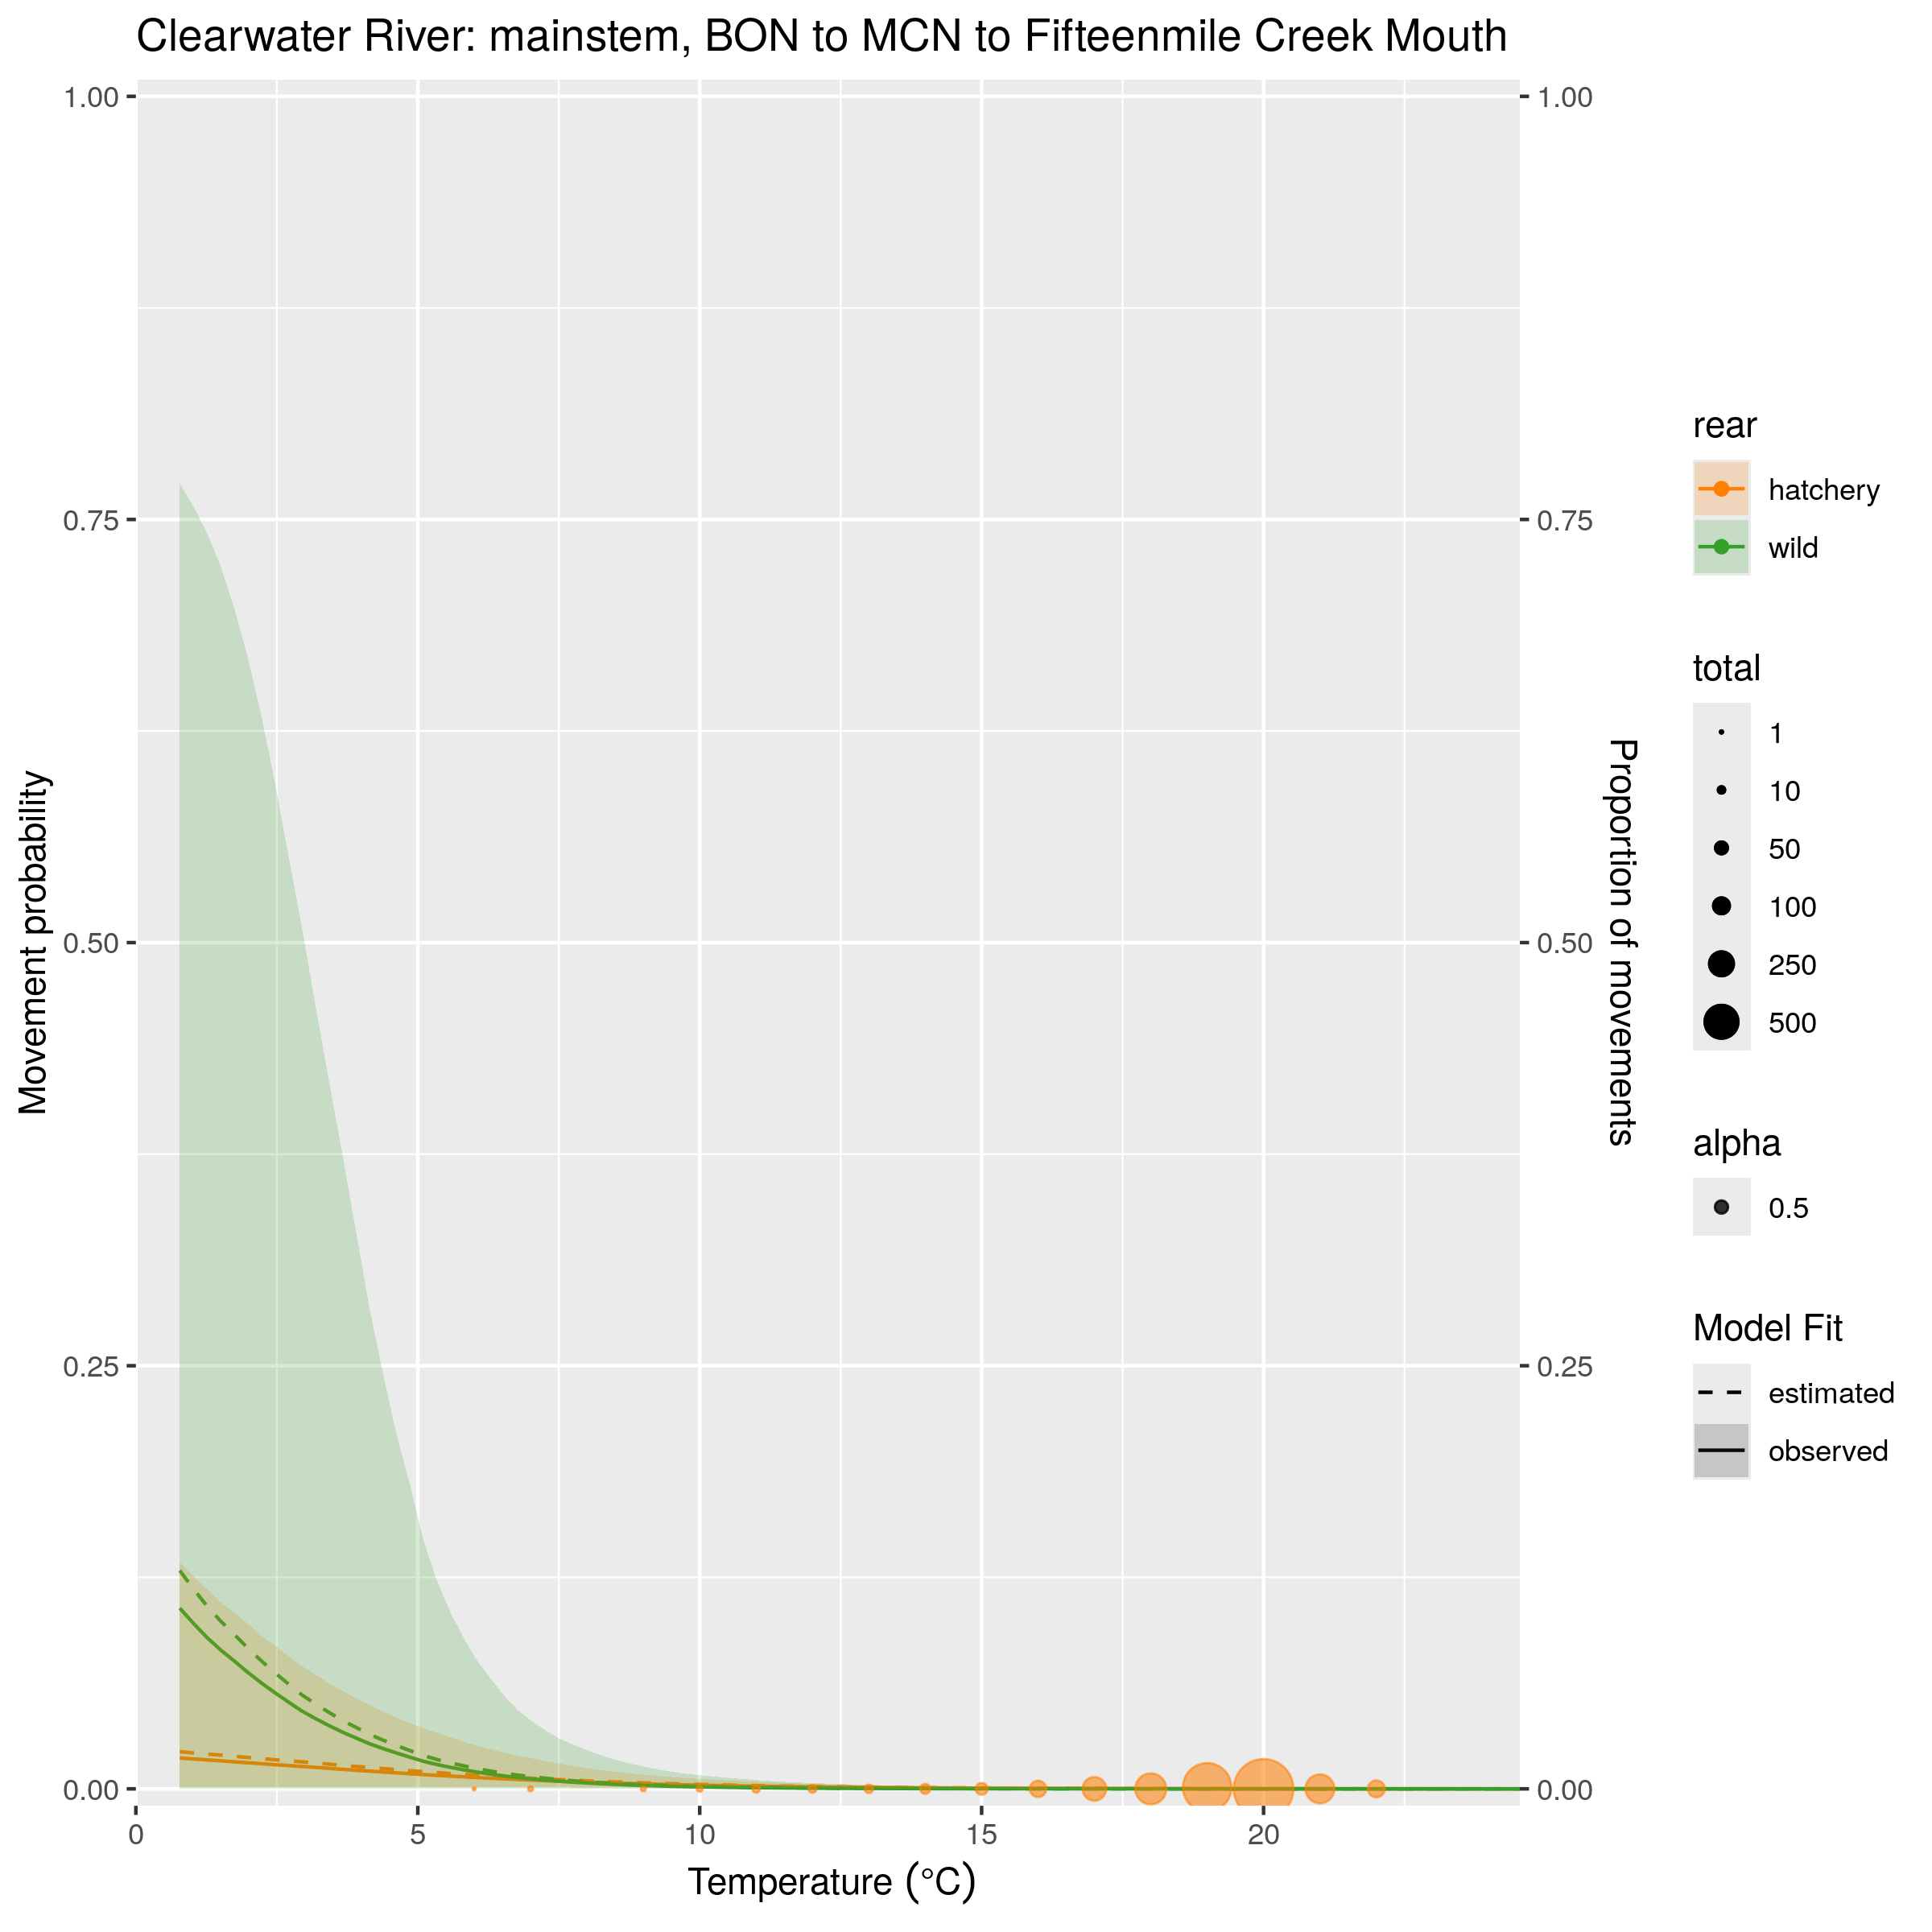 Clearwater River: mainstem, BON to MCN to Fifteenmile Creek Mouth
1.00
0.75
0.50
0.25
0.00
Movement probability
0
5
10
15
20
Temperature (°C)
1.00
0.75
0.50
0.25
0.00
Proportion of movements
rear
hatchery
wild
total
1
10
50
100
250
500
alpha
0.5
Model Fit
estimated
observed